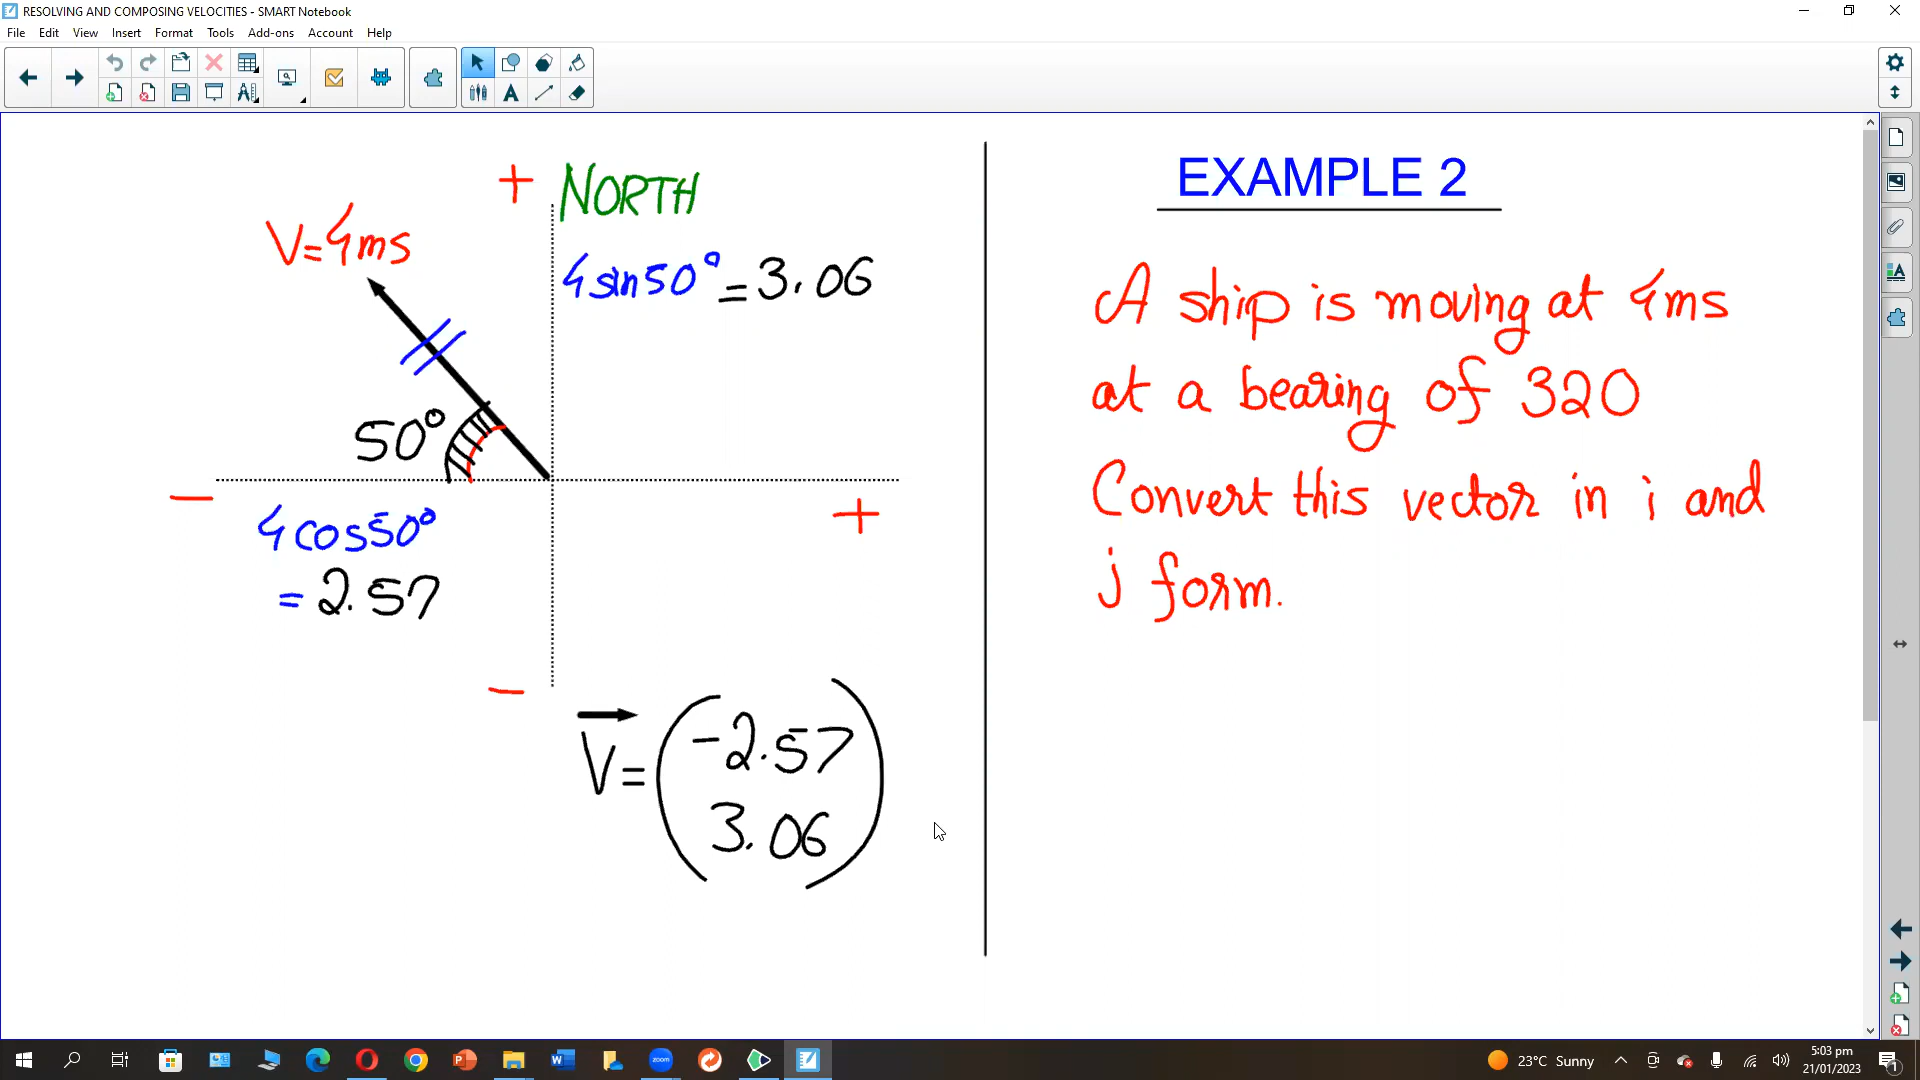 RESOLVING AND COMPOSING VELOCITIES - SMART Notebook
File Edit View Insert Format Tools Add-ons Account Help
+ NORTH
V=4ms
4sin50° = 3.06
50°
− +
4cos50°
= 2.57
−
V = (-2.57
3.06)
EXAMPLE 2
A ship is moving at 4ms
at a bearing of 320
Convert this vector in i and
j form.
zoom
23°C Sunny
5:03 pm
21/01/2023
1